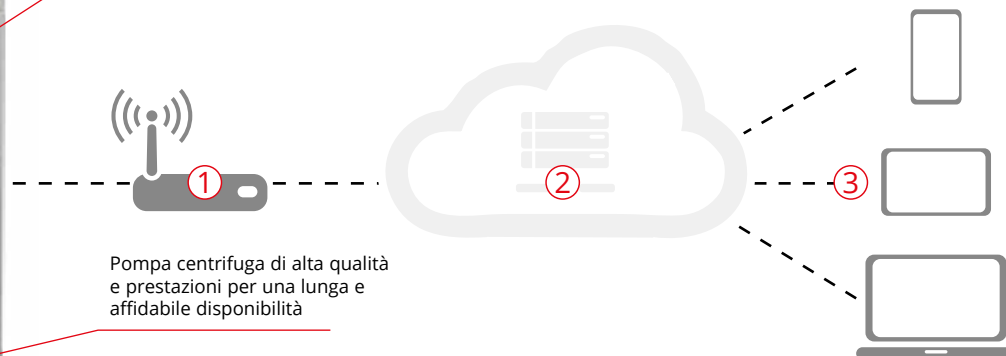 1
2
3
Pompa centrifuga di alta qualità
e prestazioni per una lunga e
affidabile disponibilità